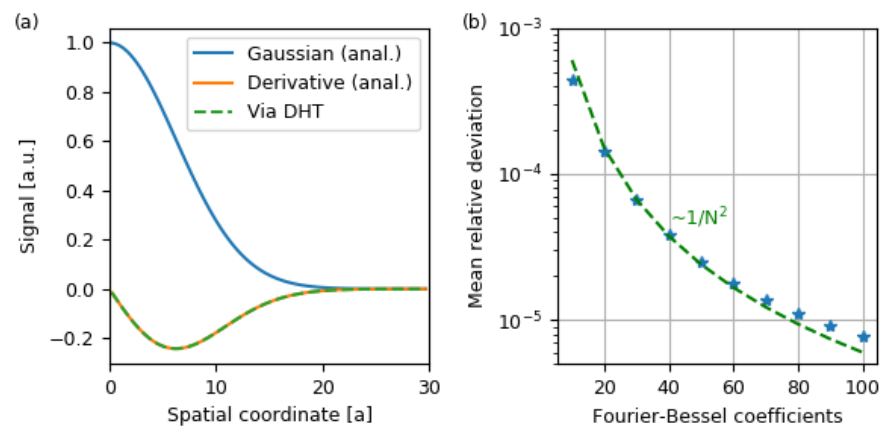 (a)
1.0
0.8
0.6
0.4
0.2
0.0
−0.2
Signal [a.u.]
Gaussian (anal.)
Derivative (anal.)
Via DHT
0 10 20 30
Spatial coordinate [a]
(b)
10⁻³
10⁻⁴
10⁻⁵
Mean relative deviation
~1/N²
20 40 60 80 100
Fourier-Bessel coefficients